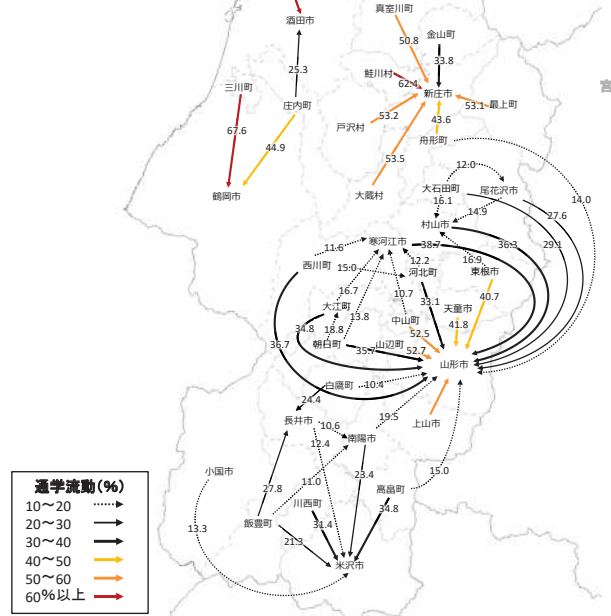 真室川町
酒田市
金山町
50.8
33.8
25.3
鮭川村
62.4
宮
三川町
新庄市
庄内町
53.1
最上町
53.2
43.6
67.6
戸沢村
44.9
舟形町
53.5
12.0
鶴岡市
大蔵村
大石田町
尾花沢市
14.0
16.1
14.9
27.6
村山市
11.6
寒河江市
38.7
36.3
29.1
12.2
16.9
西川町
15.0
河北町
東根市
16.7
10.7
33.1
40.7
大江町
13.8
天童市
34.8
18.8
中山町
41.8
52.5
36.7
朝日町
35.7
山辺町
52.7
山形市
白鷹町
10.4
24.4
長井市
10.6
19.5
上山市
12.4
南陽市
小国市
11.0
23.4
15.0
通学流動(%)
27.8
高畠町
10～20
川西町
34.8
20～30
13.3
飯豊町
31.4
30～40
21.3
40～50
米沢市
50～60
60%以上